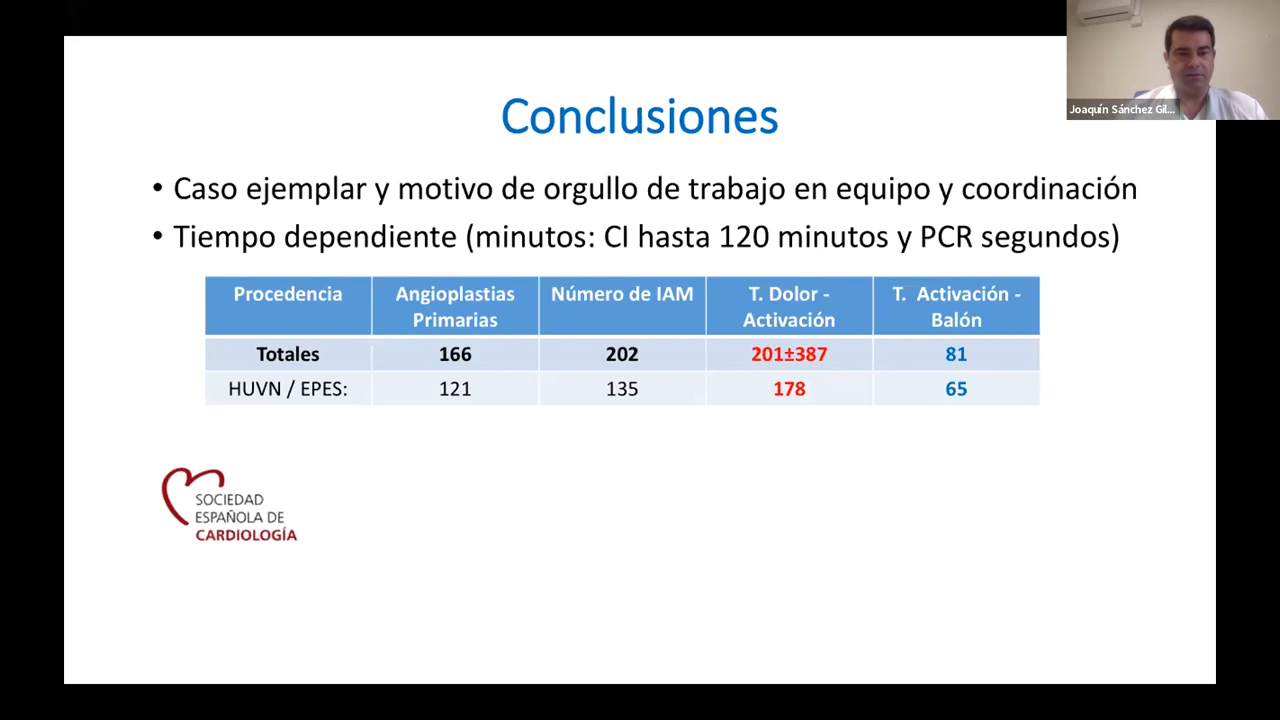 Joaquín Sánchez Gil...
Conclusiones
• Caso ejemplar y motivo de orgullo de trabajo en equipo y coordinación
• Tiempo dependiente (minutos: CI hasta 120 minutos y PCR segundos)
Procedencia Angioplastias Primarias Número de IAM T. Dolor - Activación T. Activación - Balón
Totales 166 202 201±387 81
HUVN / EPES: 121 135 178 65
SOCIEDAD
ESPAÑOLA DE
CARDIOLOGÍA